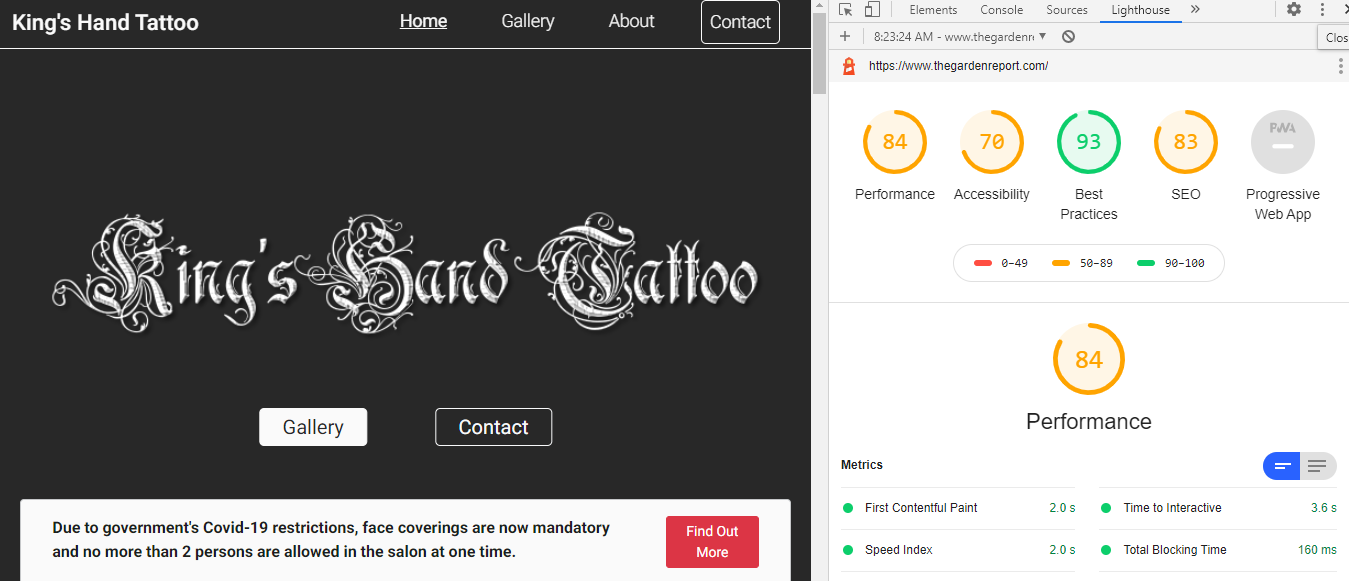 King's Hand Tattoo
Home
Gallery
About
Contact
King's Hand Tattoo
Gallery
Contact
Due to government's Covid-19 restrictions, face coverings are now mandatory
and no more than 2 persons are allowed in the salon at one time.
Find Out
More
Elements
Console
Sources
Lighthouse
8:23:24 AM - www.thegardenr
Clos
https://www.thegardenreport.com/
84
70
93
83
PWA
Performance
Accessibility
Best
Practices
SEO
Progressive
Web App
0–49
50–89
90–100
84
Performance
Metrics
First Contentful Paint
2.0 s
Time to Interactive
3.6 s
Speed Index
2.0 s
Total Blocking Time
160 ms